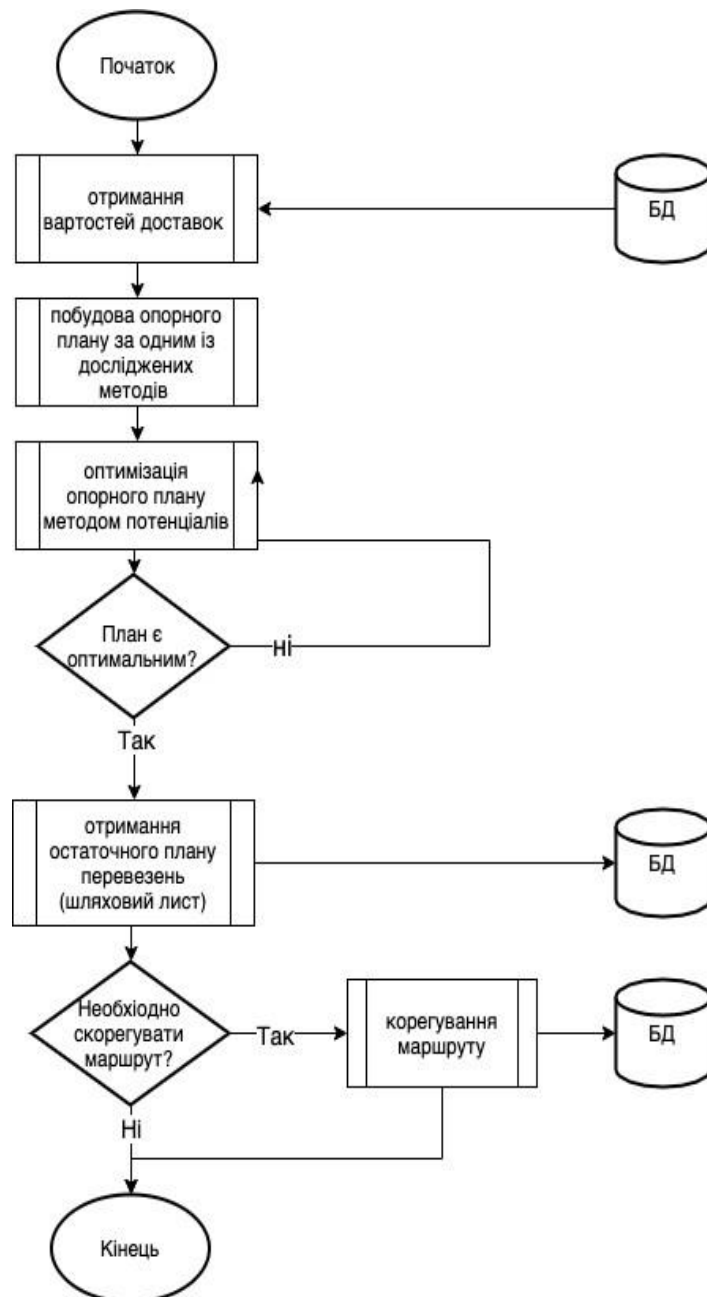 Початок
отримання
вартостей доставок
БД
побудова опорного
плану за одним із
досліджених
методів
оптимізація
опорного плану
методом потенціалів
План є
оптимальним?
ні
Так
отримання
остаточного плану
перевезень
(шляховий лист)
БД
Необхіодно
скорегувати
маршрут?
Так
корегування
маршруту
БД
Ні
Кінець